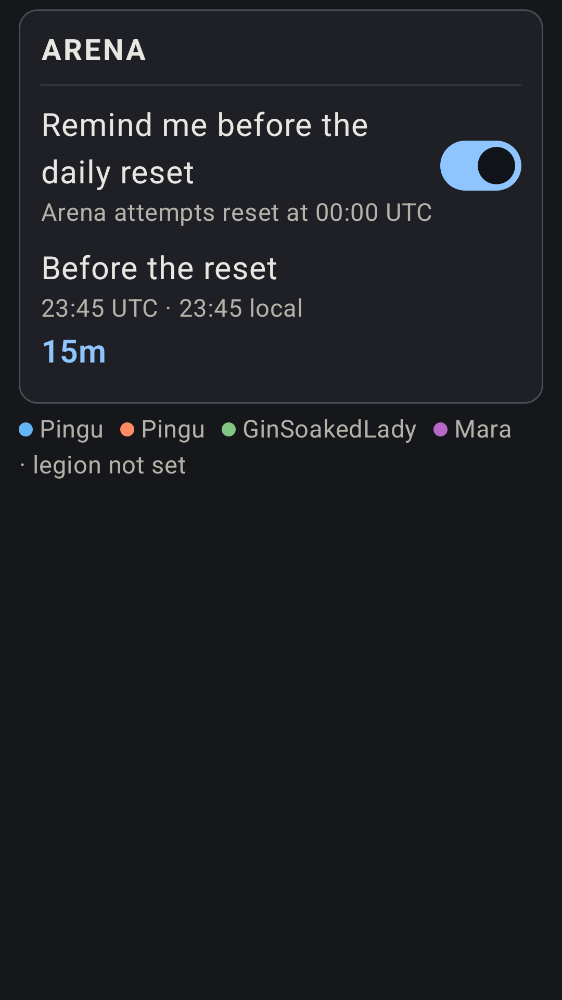 ARENA
Remind me before the
daily reset
Arena attempts reset at 00:00 UTC
Before the reset
23:45 UTC · 23:45 local
15m
Pingu Pingu GinSoakedLady Mara
· legion not set